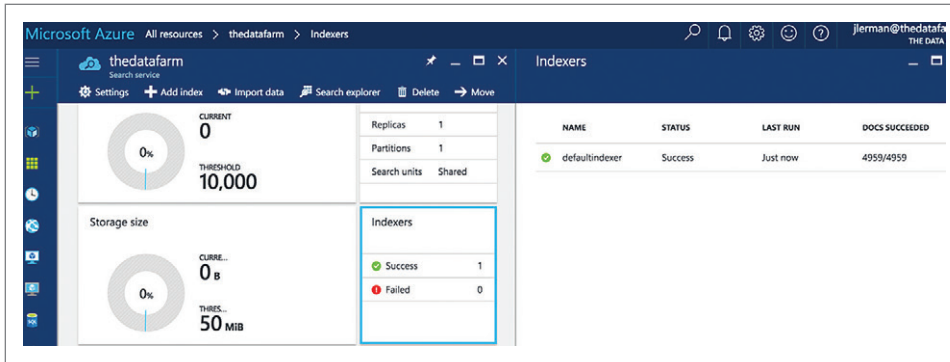 Microsoft Azure All resources > thedatafarm > Indexers
jlerman@thedatafa
THE DATA
thedatafarm
Search service
Settings Add index Import data Search explorer Delete Move
CURRENT
0
0%
THRESHOLD
10,000
Replicas 1
Partitions 1
Search units Shared
Storage size
CURRE...
0 B
0%
THRES...
50 MiB
Indexers
Success 1
Failed 0
Indexers
NAME STATUS LAST RUN DOCS SUCCEEDED
defaultindexer Success Just now 4959/4959
SQL